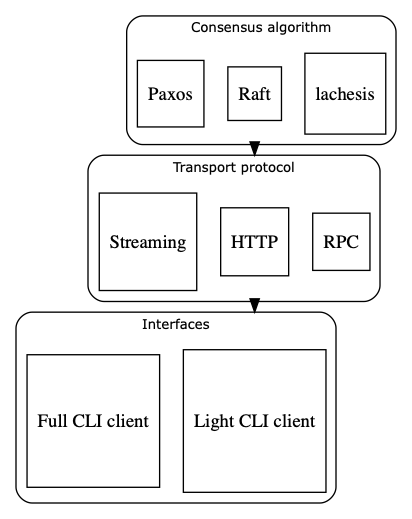 Consensus algorithm
Paxos
Raft
lachesis
Transport protocol
Streaming
HTTP
RPC
Interfaces
Full CLI client
Light CLI client